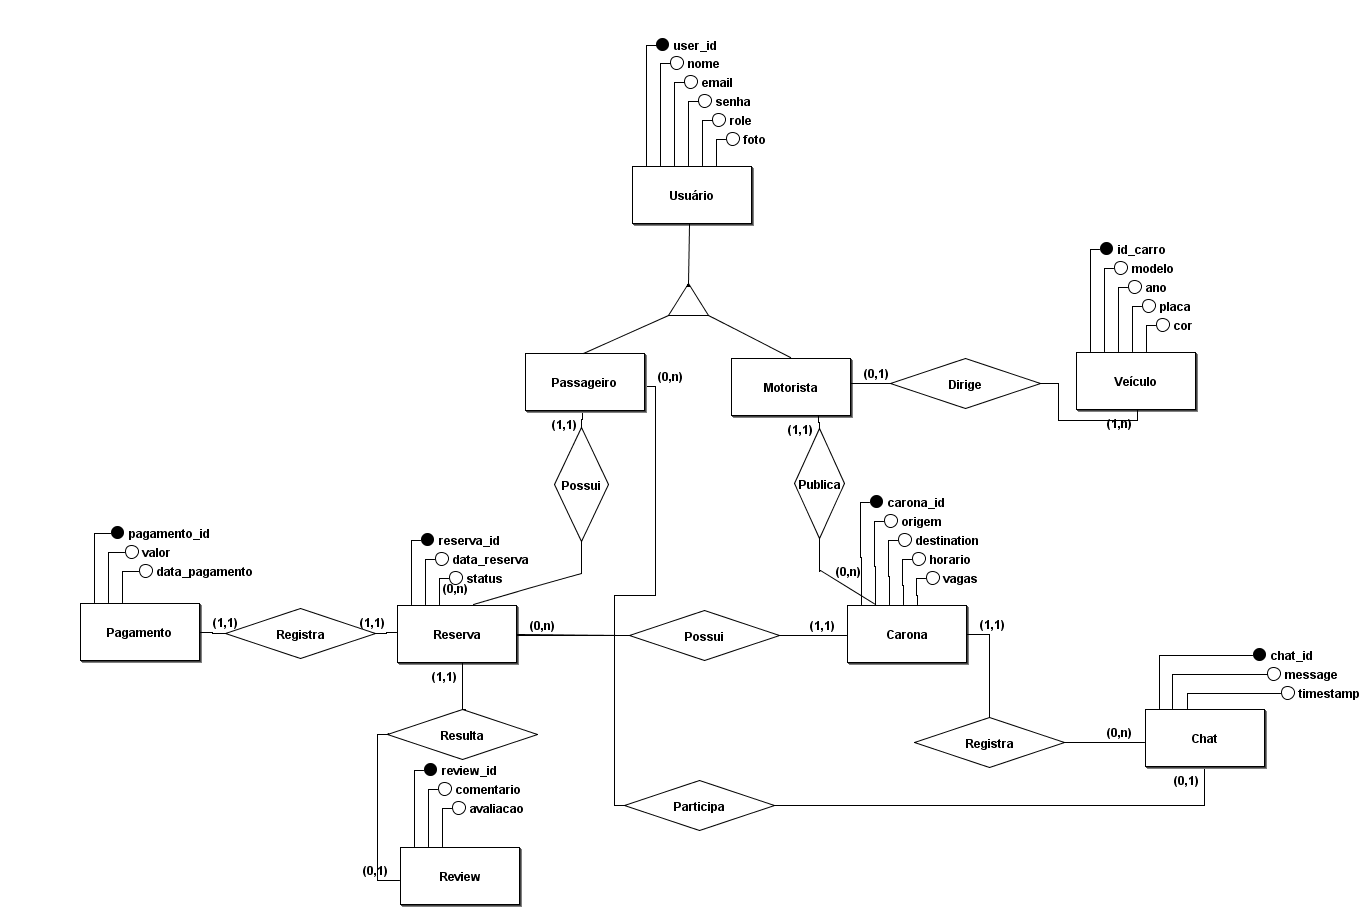 user_id
nome
email
senha
role
foto
Usuário
id_carro
modelo
ano
placa
cor
Passageiro
(0,n)
Motorista
(0,1)
Dirige
Veículo
(1,n)
(1,1)
(1,1)
Possui
Publica
carona_id
origem
destination
horario
vagas
(0,n)
pagamento_id
valor
data_pagamento
reserva_id
data_reserva
status
(0,n)
Pagamento
(1,1)
Registra
(1,1)
Reserva
(0,n)
Possui
(1,1)
Carona
(1,1)
(1,1)
chat_id
message
timestamp
Resulta
Registra
(0,n)
Chat
(0,1)
review_id
comentario
avaliacao
Participa
(0,1)
Review